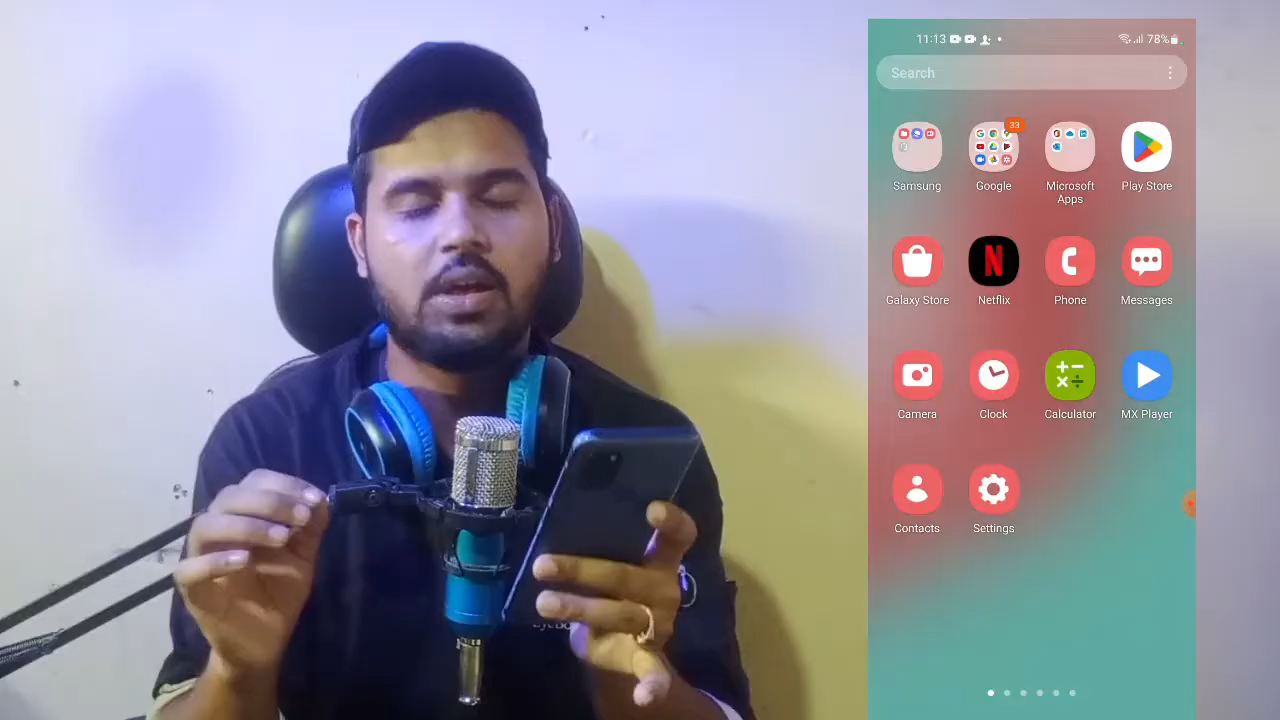 11:13
78%
Search
33
Samsung
Google
Microsoft
Apps
Play Store
Galaxy Store
Netflix
Phone
Messages
Camera
Clock
Calculator
MX Player
Contacts
Settings